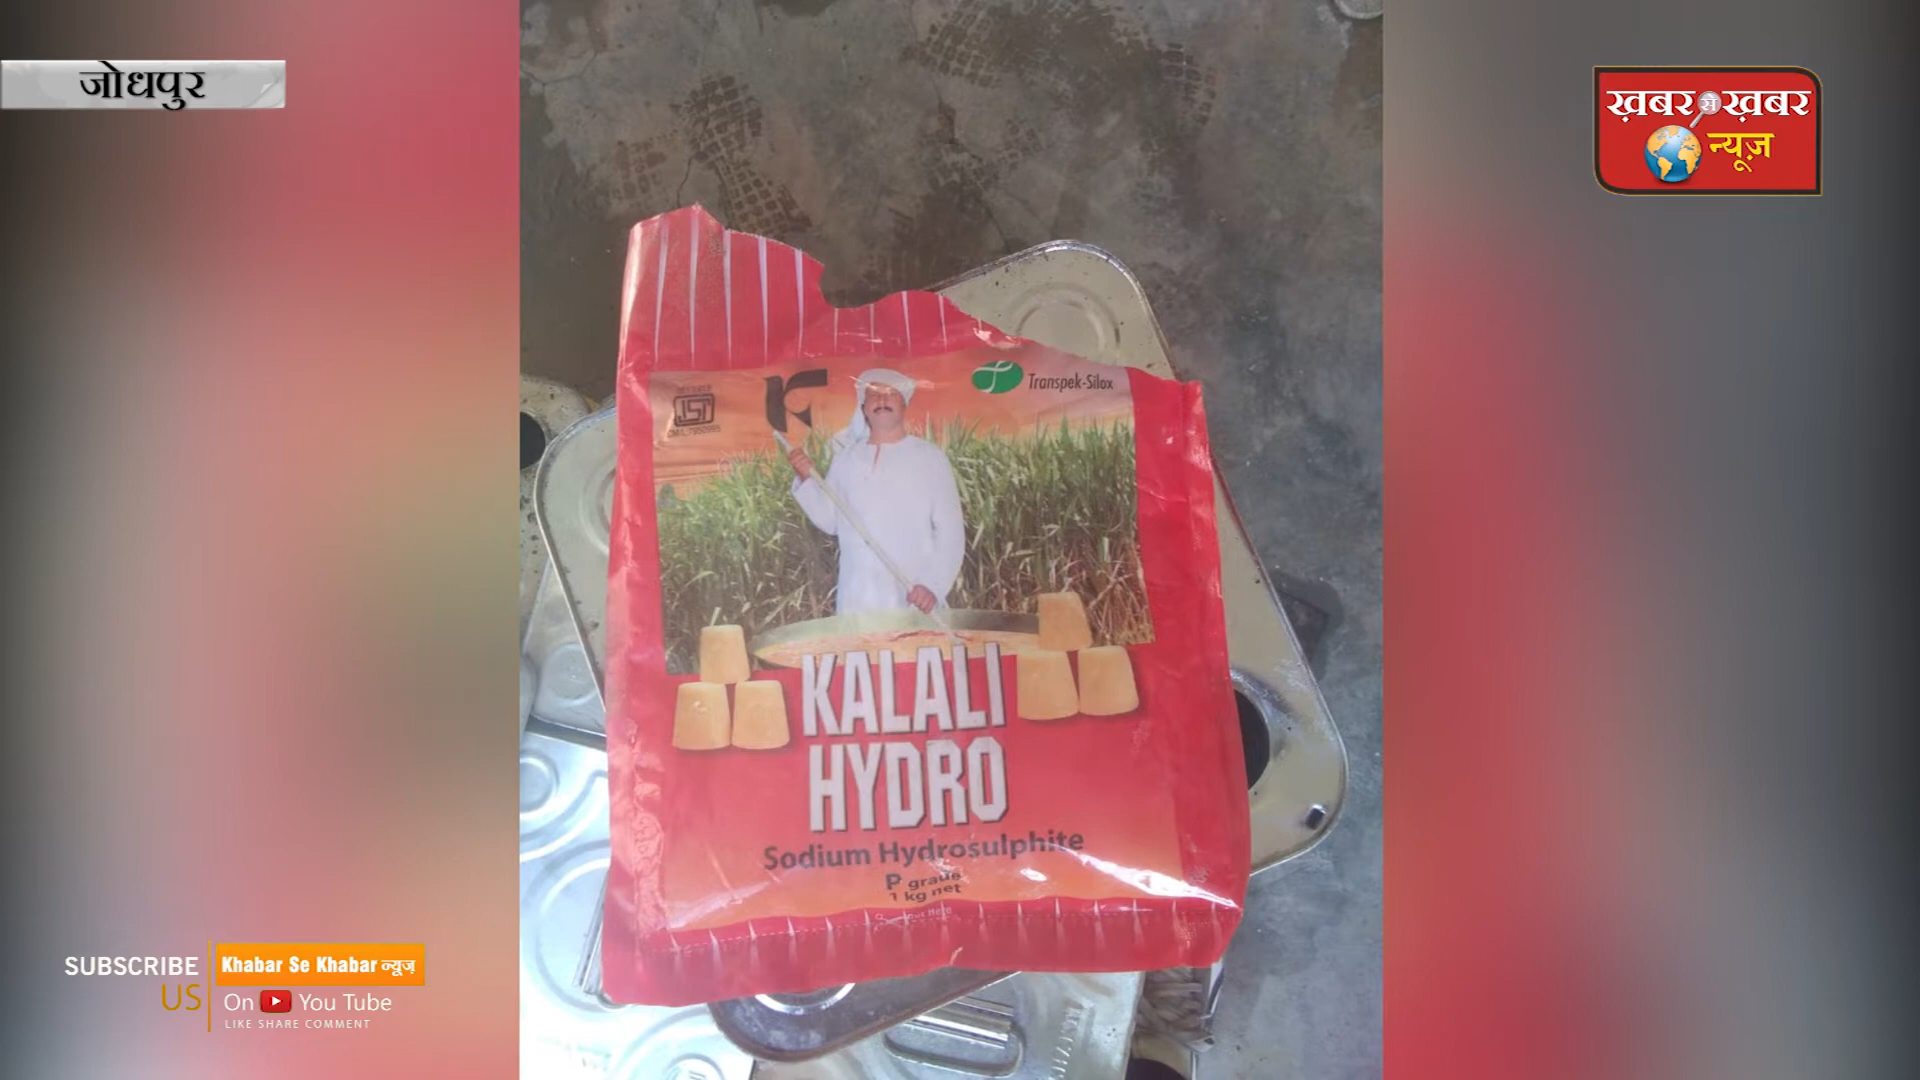 जोधपुर
ख़बर से ख़बर
न्यूज़
Transpek-Silox
KALALI
HYDRO
Sodium Hydrosulphite
P grade
1 kg net
SUBSCRIBE
US
Khabar Se Khabar न्यूज़
On You Tube
LIKE SHARE COMMENT